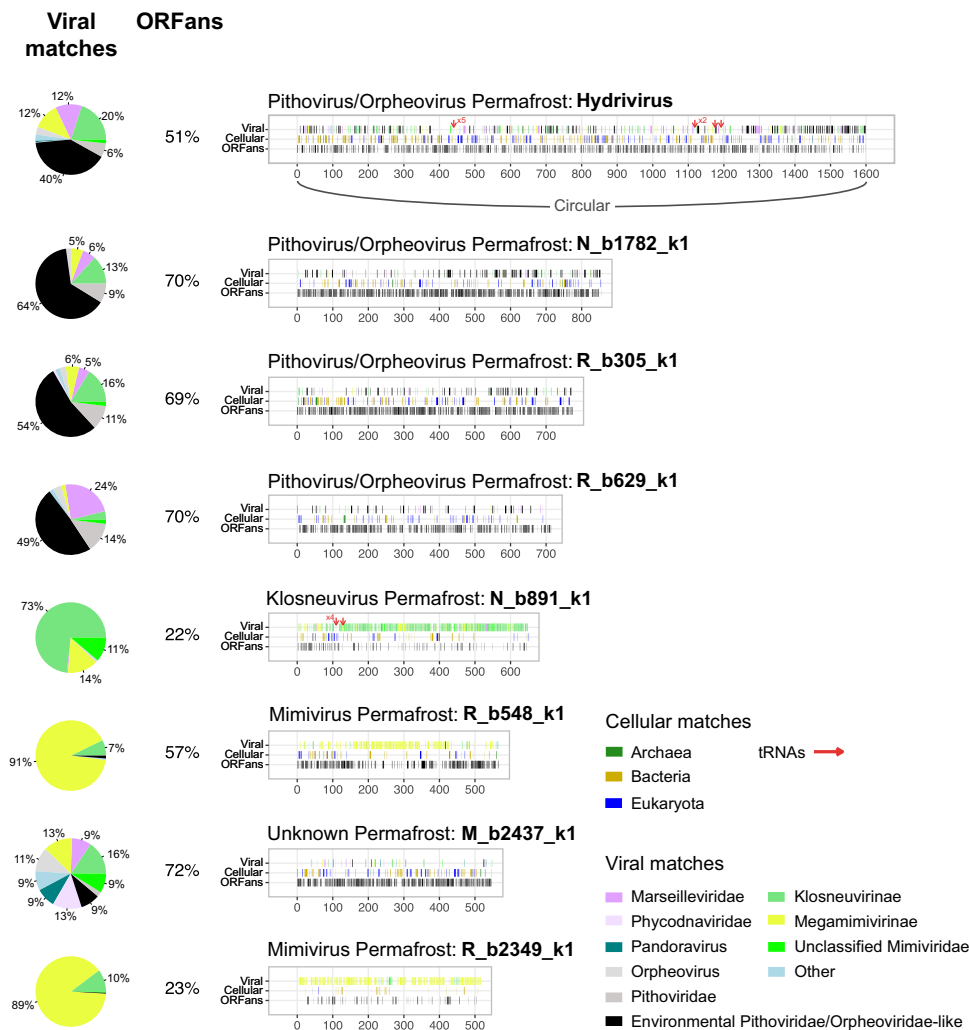 Viral matches
ORFans
Pithovirus/Orpheovirus Permafrost: Hydrivirus
12%
12%
20%
6%
40%
51%
x5
x2
Viral
Cellular
ORFans
0 100 200 300 400 500 600 700 800 900 1000 1100 1200 1300 1400 1500 1600
Circular
Pithovirus/Orpheovirus Permafrost: N_b1782_k1
5%
6%
13%
9%
64%
70%
Viral
Cellular
ORFans
0 100 200 300 400 500 600 700 800
Pithovirus/Orpheovirus Permafrost: R_b305_k1
6%
5%
16%
11%
54%
69%
Viral
Cellular
ORFans
0 100 200 300 400 500 600 700
Pithovirus/Orpheovirus Permafrost: R_b629_k1
24%
14%
49%
70%
Viral
Cellular
ORFans
0 100 200 300 400 500 600 700
Klosneuvirus Permafrost: N_b891_k1
73%
11%
14%
22%
x4
Viral
Cellular
ORFans
0 100 200 300 400 500
Mimivirus Permafrost: R_b548_k1
7%
91%
57%
Viral
Cellular
ORFans
0 100 200 300 400 500
Unknown Permafrost: M_b2437_k1
13%
9%
16%
9%
9%
13%
9%
9%
11%
72%
Viral
Cellular
ORFans
0 100 200 300 400 500
Mimivirus Permafrost: R_b2349_k1
10%
89%
23%
Viral
Cellular
ORFans
0 100 200 300 400 500
Cellular matches
Archaea
Bacteria
Eukaryota
tRNAs
Viral matches
Marseilleviridae
Phycodnaviridae
Pandoravirus
Orpheovirus
Pithoviridae
Environmental Pithoviridae/Orpheoviridae-like
Klosneuvirinae
Megamimivirinae
Unclassified Mimiviridae
Other